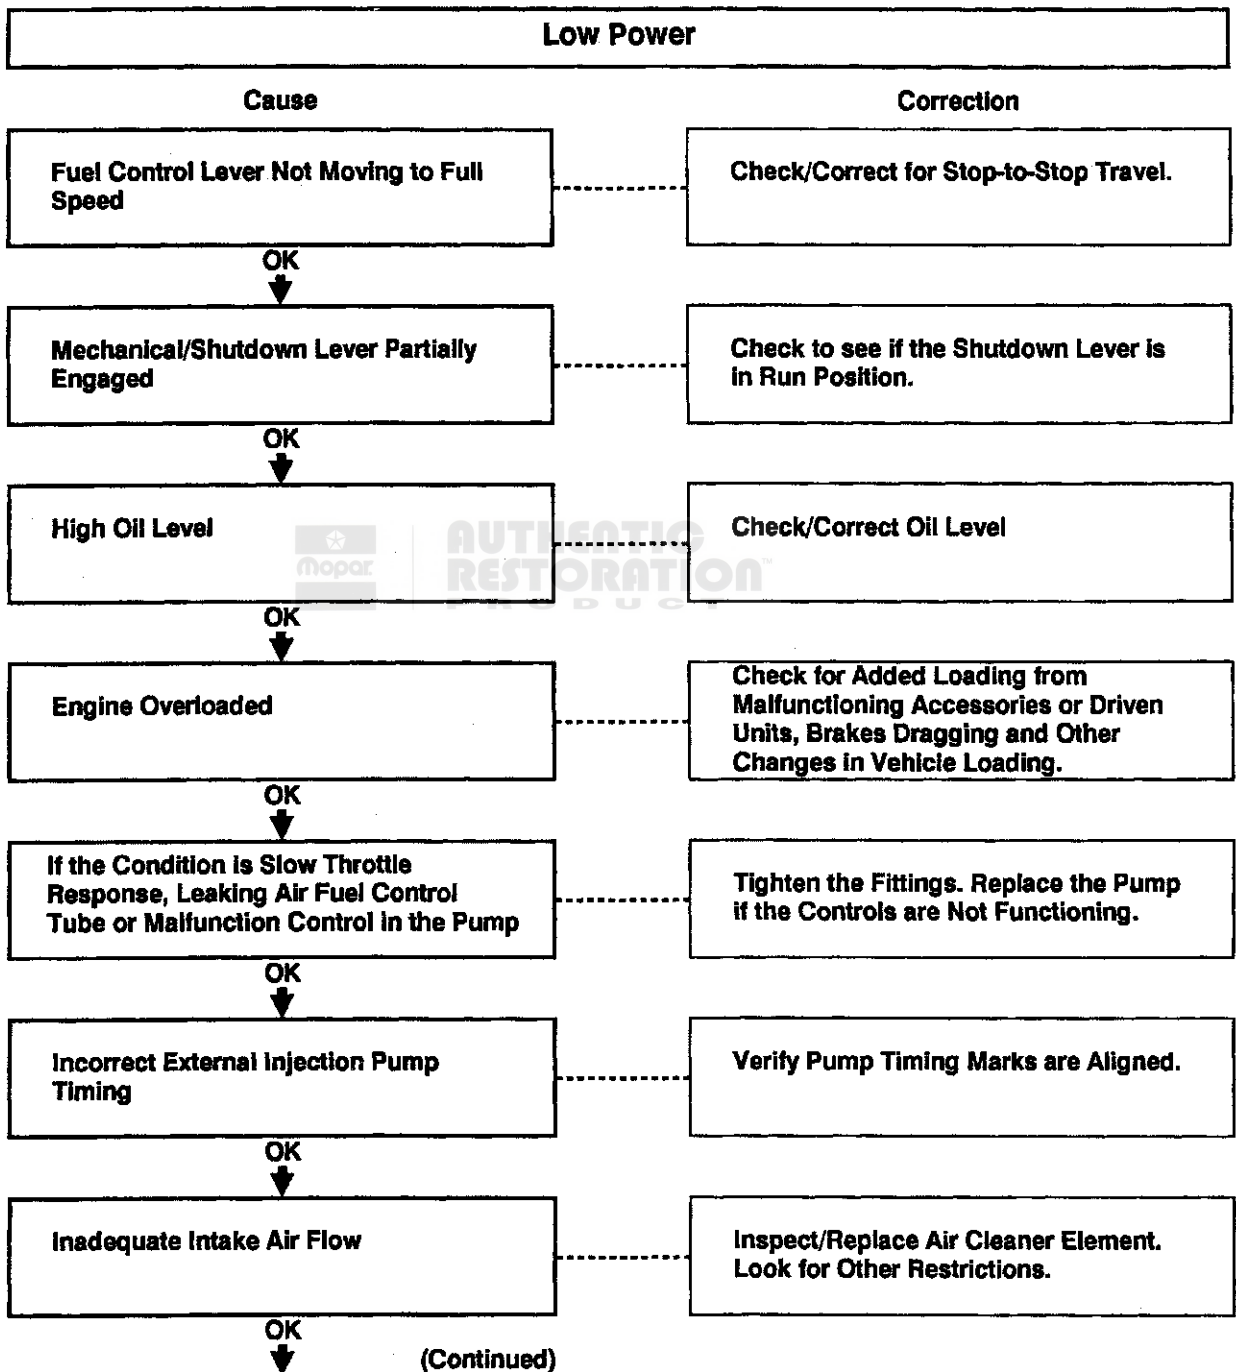 Low Power
Cause
Correction
Fuel Control Lever Not Moving to Full
Speed
Check/Correct for Stop-to-Stop Travel.
OK
Mechanical/Shutdown Lever Partially
Engaged
Check to see if the Shutdown Lever is
in Run Position.
OK
High Oil Level
Check/Correct Oil Level
Mopar
AUTHENTIC
RESTORATION™
PRODUCT
OK
Engine Overloaded
Check for Added Loading from
Malfunctioning Accessories or Driven
Units, Brakes Dragging and Other
Changes in Vehicle Loading.
OK
If the Condition is Slow Throttle
Response, Leaking Air Fuel Control
Tube or Malfunction Control in the Pump
Tighten the Fittings. Replace the Pump
if the Controls are Not Functioning.
OK
Incorrect External Injection Pump
Timing
Verify Pump Timing Marks are Aligned.
OK
Inadequate Intake Air Flow
Inspect/Replace Air Cleaner Element.
Look for Other Restrictions.
OK
(Continued)